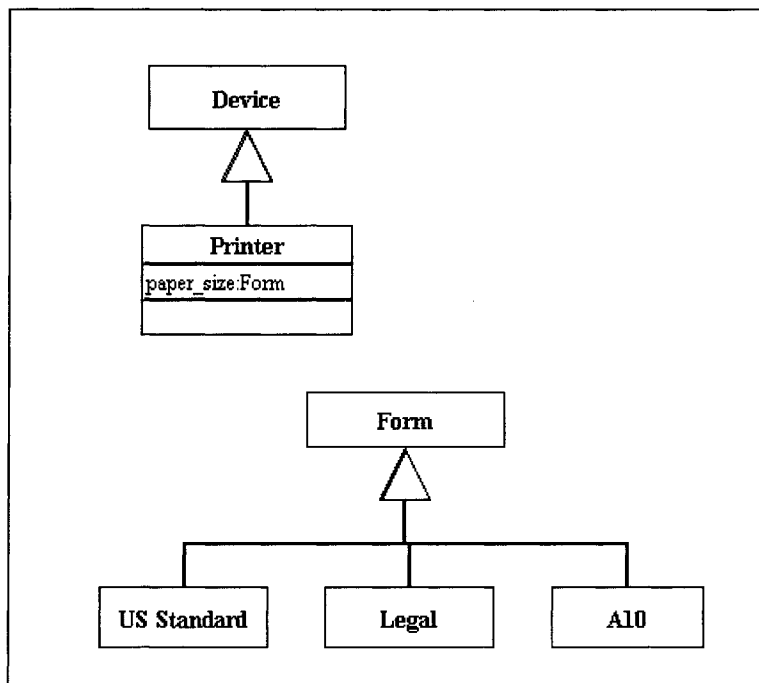 Device
Printer
paper_size:Form
Form
US Standard
Legal
A10